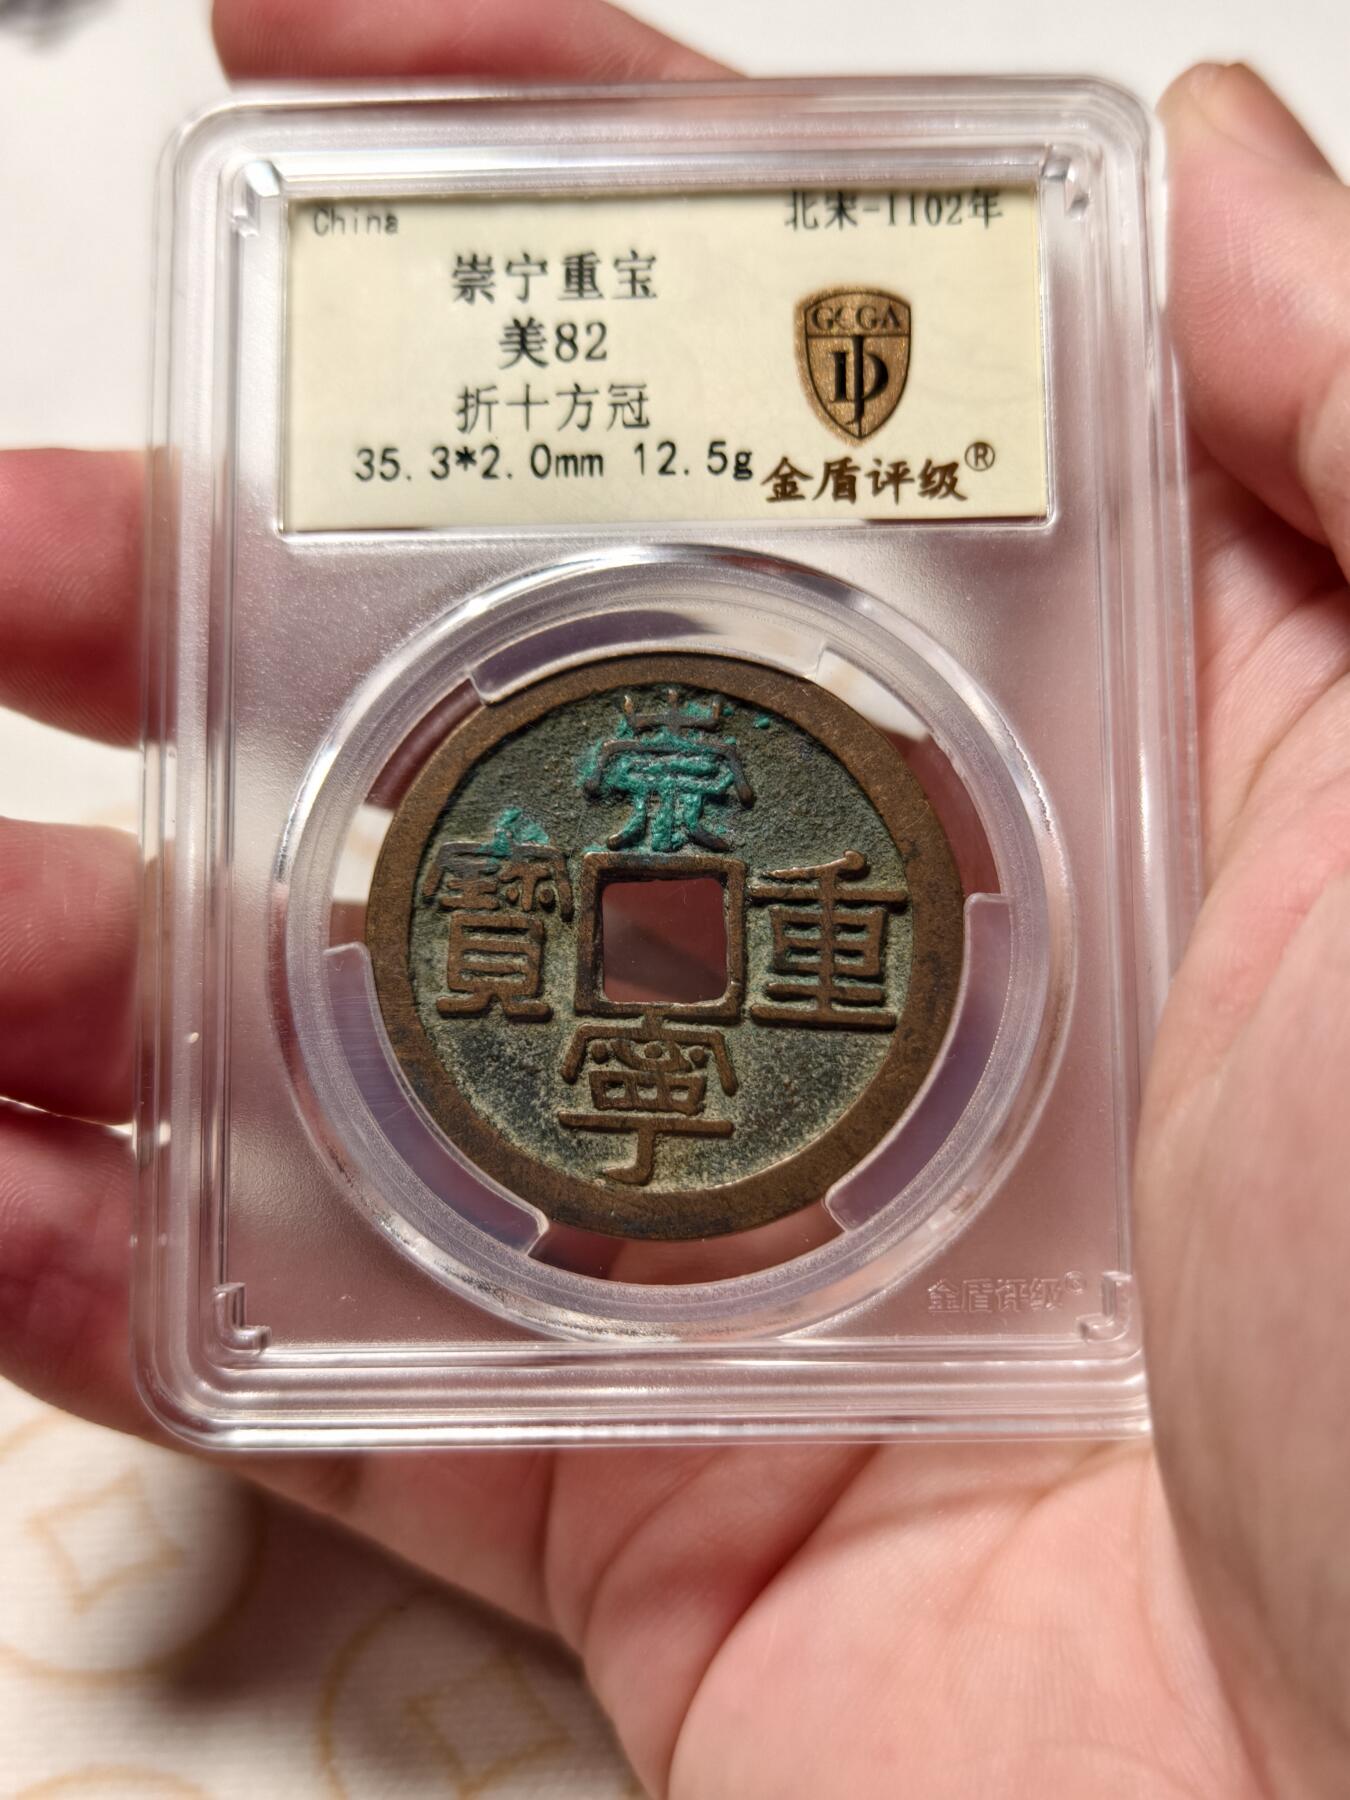 China 北宋-1102年
崇宁重宝
美82
折十方冠
35.3*2.0mm 12.5g
GCGA
金盾评级®
崇
寶 重
寧
金盾评级®